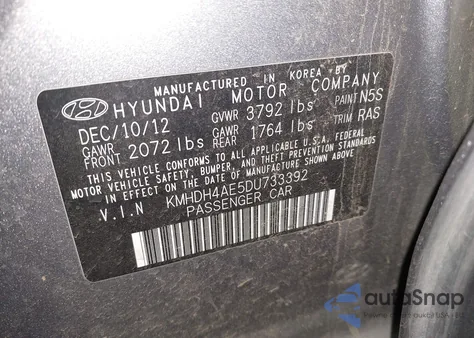 MANUFACTURED IN KOREA BY
HYUNDAI MOTOR COMPANY
DEC/10/12 GVWR 3792 lbs PAINT N5S
GAWR FRONT 2072 lbs GAWR REAR 1764 lbs TRIM RAS
THIS VEHICLE CONFORMS TO ALL APPLICABLE U.S.A. FEDERAL
MOTOR VEHICLE SAFETY, BUMPER, AND THEFT PREVENTION
STANDARDS IN EFFECT ON THE DATE OF MANUFACTURE SHOWN ABOVE.
V.I.N KMHDH4AE5DU733392
PASSENGER CAR
autoSnap